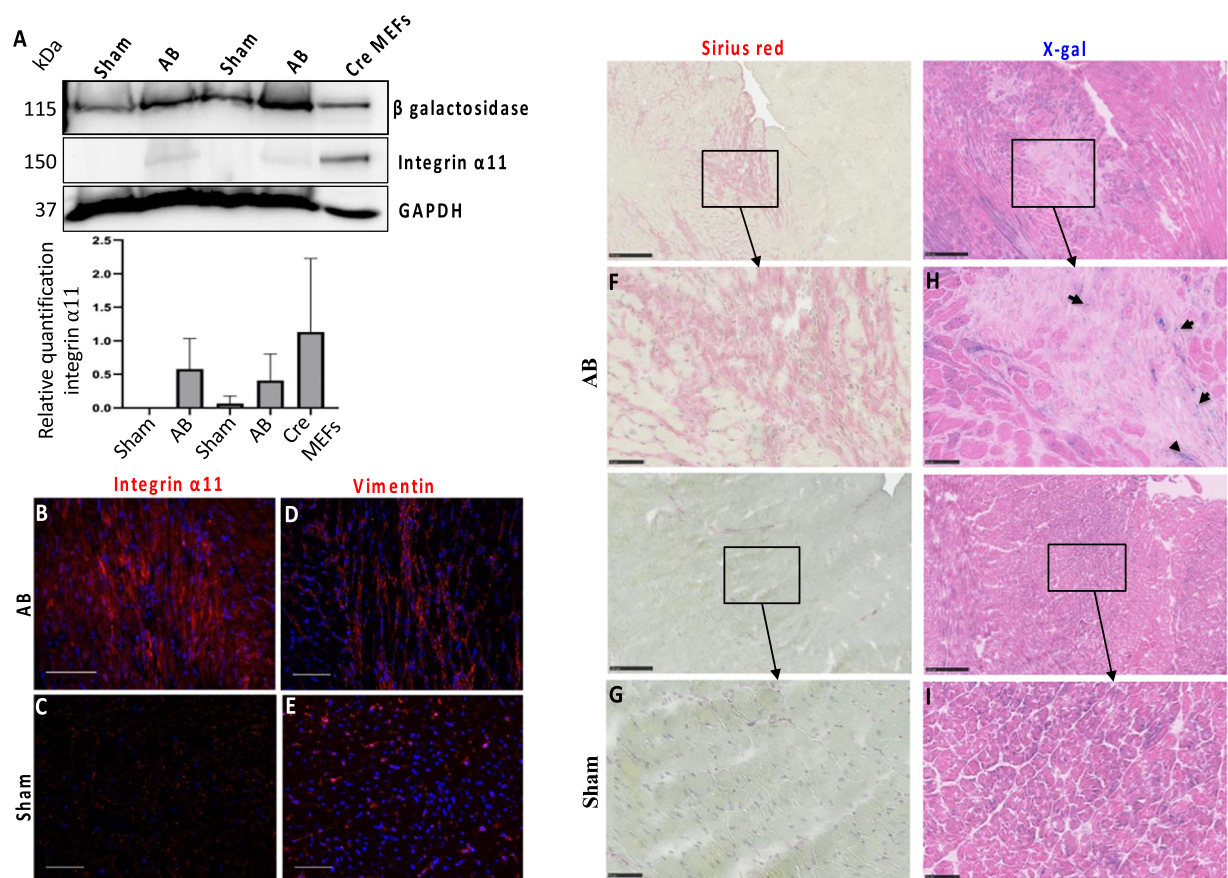 A
kDa
Sham
AB
Sham
AB
Cre MEFs
115
β galactosidase
150
Integrin α11
37
GAPDH
Relative quantification
integrin α11
2.5
2.0
1.5
1.0
0.5
0.0
Sham
AB
Sham
AB
Cre
MEFs
Integrin α11
Vimentin
AB
B
D
Sham
C
E
Sirius red
X-gal
AB
F
H
Sham
G
I